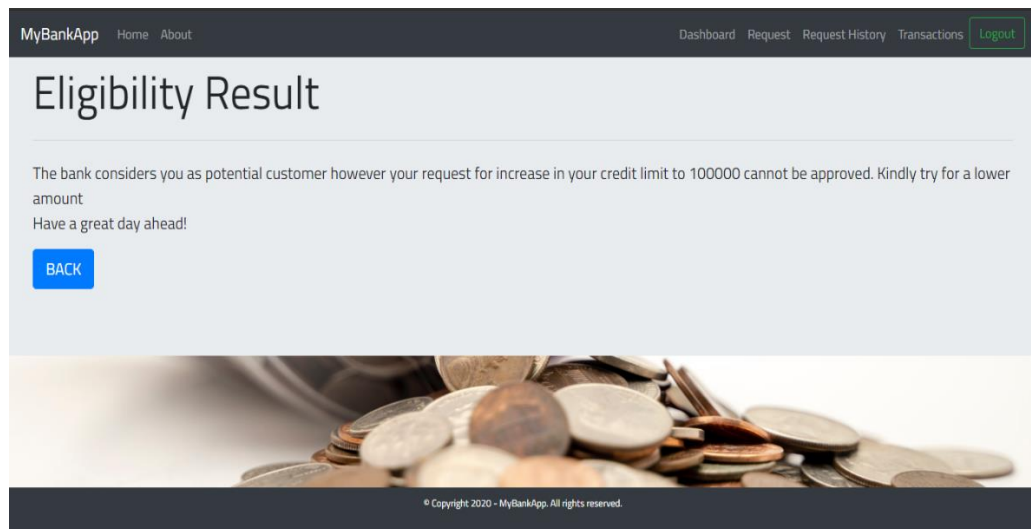 MyBankApp Home About Dashboard Request Request History Transactions Logout
Eligibility Result
The bank considers you as potential customer however your request for increase in your credit limit to 100000 cannot be approved. Kindly try for a lower
amount
Have a great day ahead!
BACK
© Copyright 2020 - MyBankApp. All rights reserved.